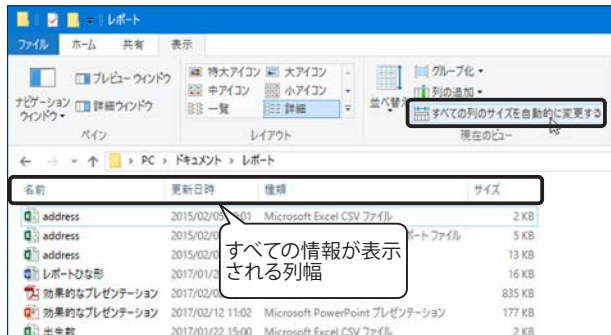 レポート
ファイル ホーム 共有 表示
ナビゲーション ウィンドウ プレビュー ウィンドウ 詳細ウィンドウ
特大アイコン 大アイコン
中アイコン 小アイコン
一覧 詳細
並べ替え グループ化
列の追加
すべての列のサイズを自動的に変更する
ペイン レイアウト 現在のビュー
PC › ドキュメント › レポート
名前 更新日時 種類 サイズ
address 2015/02/05 Microsoft Excel CSV ファイル 2 KB
address 2015/02/0 ポート ファイル 5 KB
address 2015/02/0 13 KB
レポートひな形 2017/01/2 16 KB
効果的なプレゼンテーション 2017/02/0 835 KB
効果的なプレゼンテーション 2017/02/12 11:02 Microsoft PowerPoint プレゼンテーション 177 KB
出生数 2017/01/22 15:00 Microsoft Excel CSV ファイル 2 KB
すべての情報が表示
される列幅